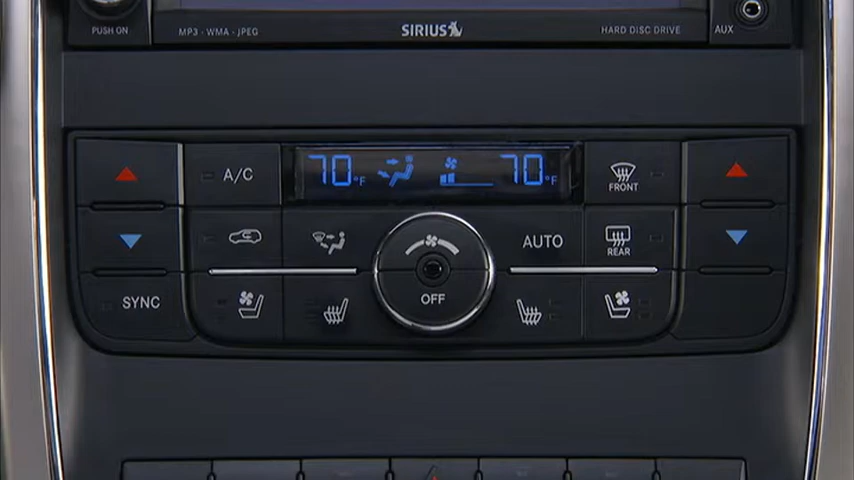 PUSH ON
MP3 - WMA - JPEG
SIRIUS
HARD DISC DRIVE
AUX
A/C
70°F
70°F
FRONT
AUTO
REAR
SYNC
OFF